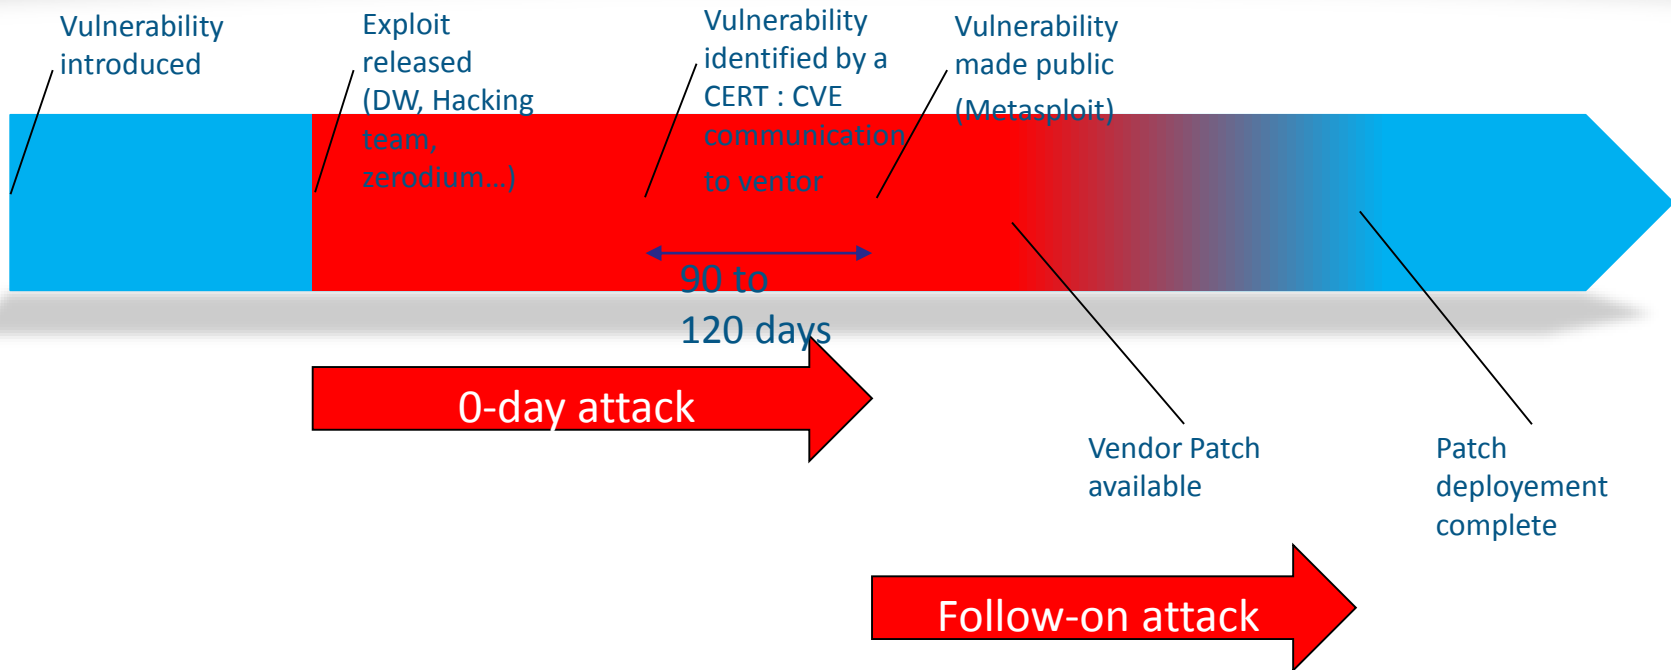 Vulnerability
introduced
Exploit
released
(DW, Hacking
team,
zerodium...)
Vulnerability
identified by a
CERT : CVE
communication
to ventor
Vulnerability
made public
(Metasploit)
90 to
120 days
0-day attack
Vendor Patch
available
Patch
deployement
complete
Follow-on attack